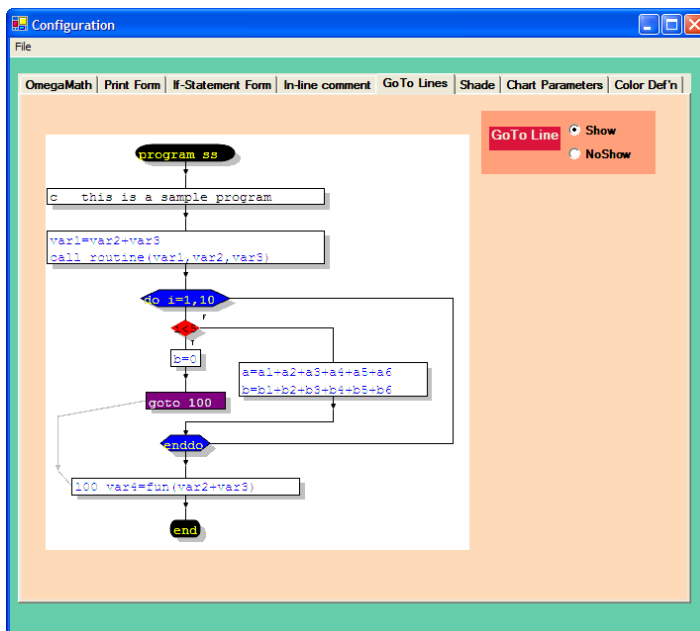 Configuration
File
OmegaMath Print Form If-Statement Form In-line comment GoTo Lines Shade Chart Parameters Color Def'n
GoTo Line
Show
NoShow
program ss
c this is a sample program
var1=var2+var3
call routine(var1,var2,var3)
do i=1,10
F
T
b=0
a=a1+a2+a3+a4+a5+a6
b=b1+b2+b3+b4+b5+b6
goto 100
enddo
100 var4=fun(var2+var3)
end